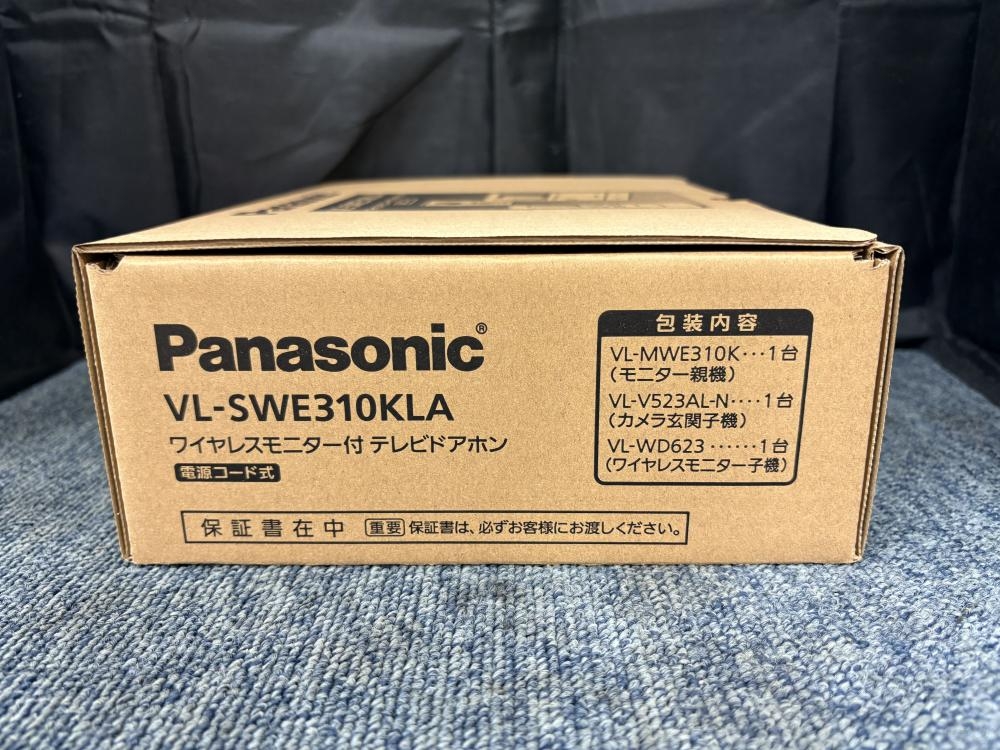 Panasonic®
VL-SWE310KLA
ワイヤレスモニター付 テレビドアホン
電源コード式
保証書在中 重要 保証書は、必ずお客様にお渡しください。
包装内容
VL-MWE310K･･･1台
(モニター親機)
VL-V523AL-N････1台
(カメラ玄関子機)
VL-WD623 ･･････1台
(ワイヤレスモニター子機)